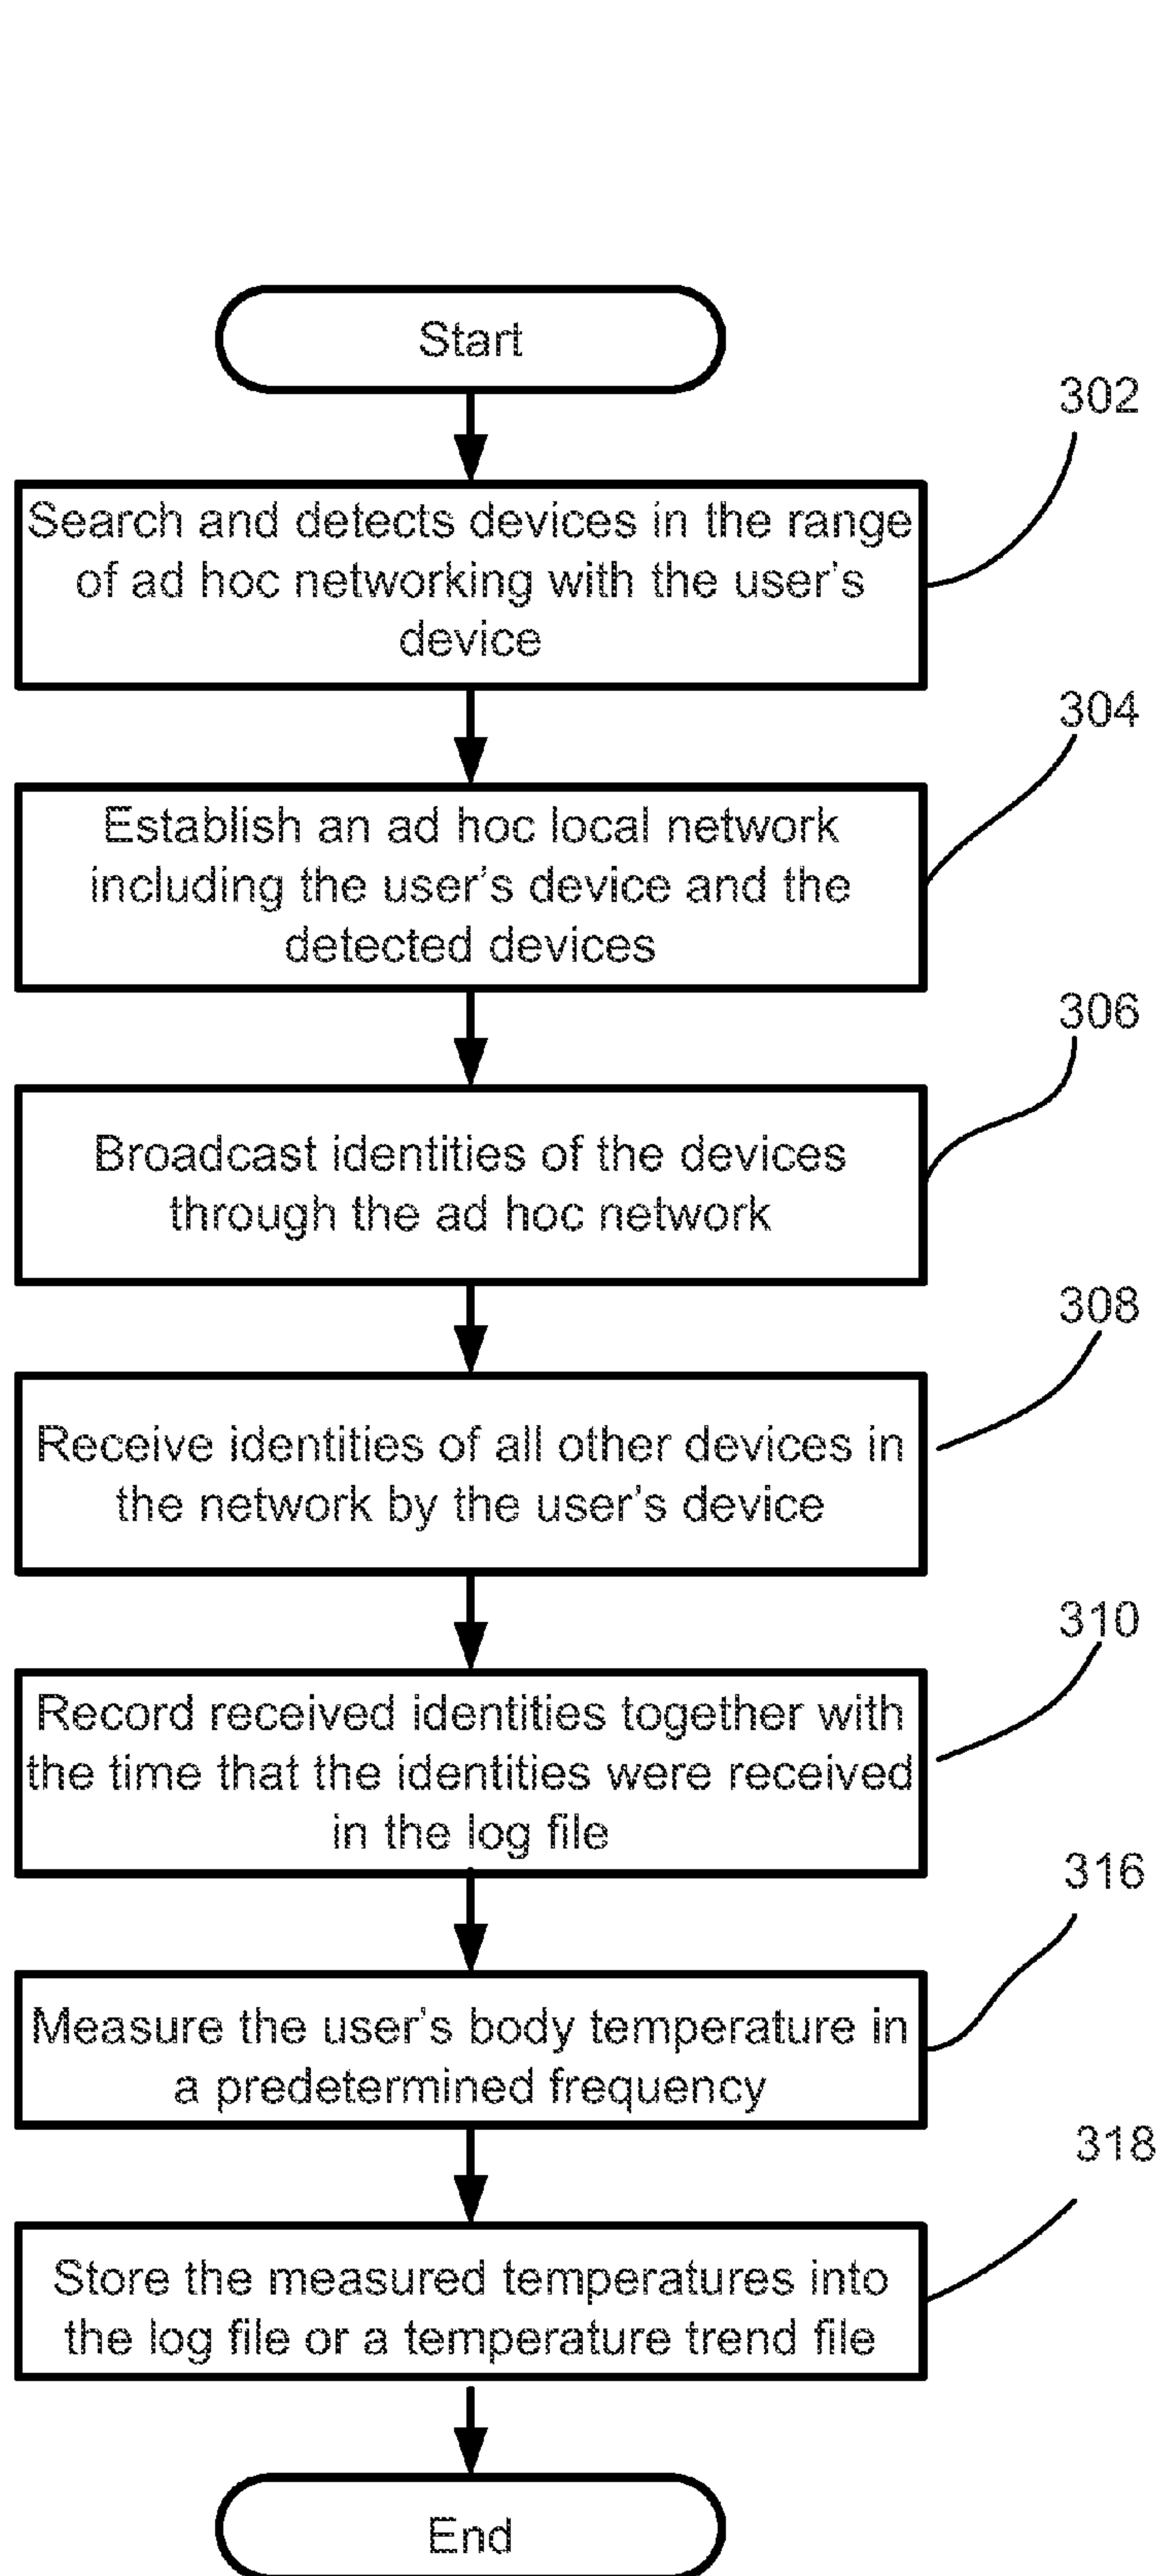 Start
302
Search and detects devices in the range
of ad hoc networking with the user's
device
304
Establish an ad hoc local network
including the user's device and the
detected devices
306
Broadcast identities of the devices
through the ad hoc network
308
Receive identities of all other devices in
the network by the user's device
310
Record received identities together with
the time that the identities were received
in the log file
316
Measure the user's body temperature in
a predetermined frequency
318
Store the measured temperatures into
the log file or a temperature trend file
End